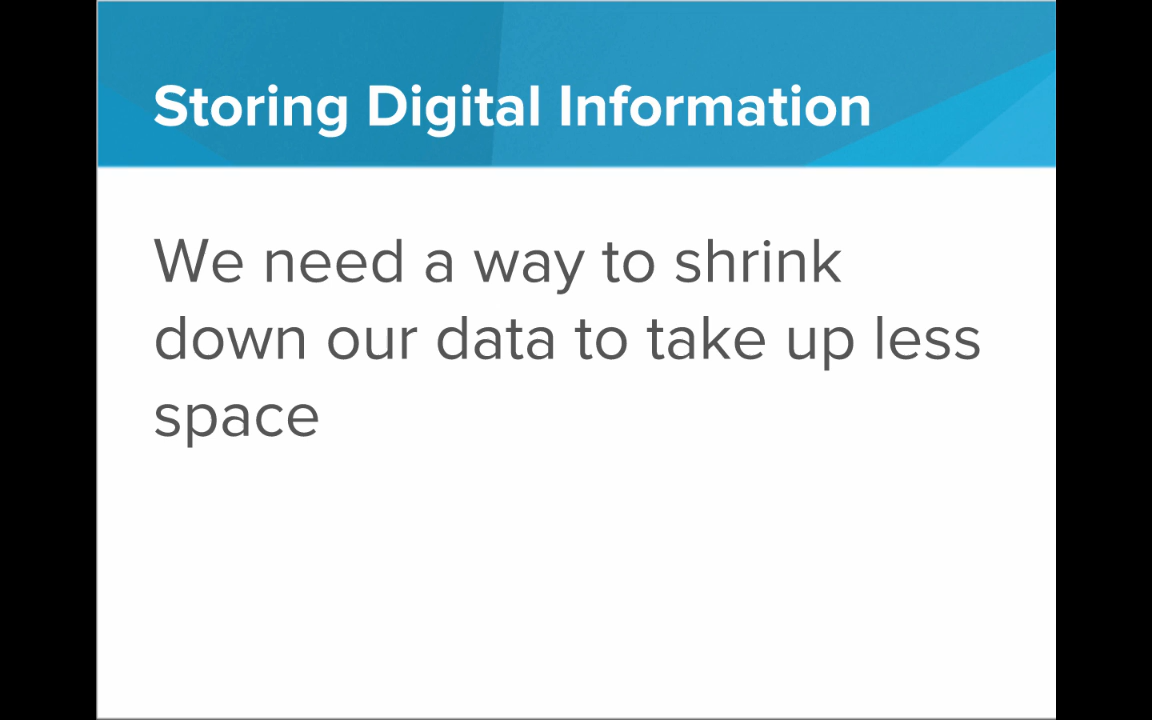 Storing Digital Information
We need a way to shrink
down our data to take up less
space